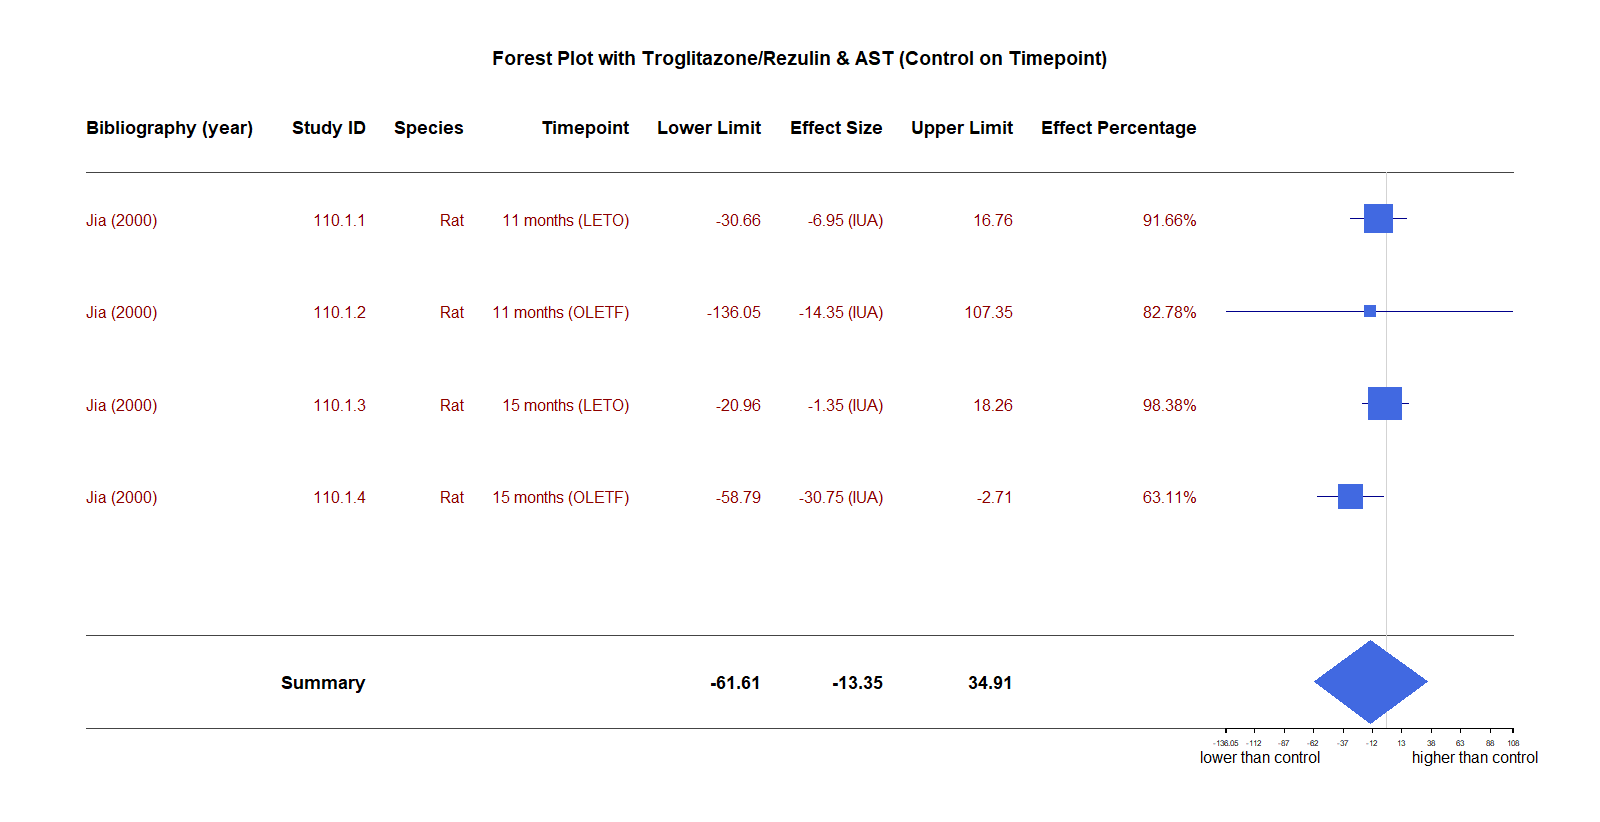 Forest Plot with Troglitazone/Rezulin & AST (Control on Timepoint)
Bibliography (year) Study ID Species Timepoint Lower Limit Effect Size Upper Limit Effect Percentage
Jia (2000) 110.1.1 Rat 11 months (LETO) -30.66 -6.95 (IUA) 16.76 91.66%
Jia (2000) 110.1.2 Rat 11 months (OLETF) -136.05 -14.35 (IUA) 107.35 82.78%
Jia (2000) 110.1.3 Rat 15 months (LETO) -20.96 -1.35 (IUA) 18.26 98.38%
Jia (2000) 110.1.4 Rat 15 months (OLETF) -58.79 -30.75 (IUA) -2.71 63.11%
Summary -61.61 -13.35 34.91
-136.05 -112 -87 -62 -37 -12 13 38 63 88 108
lower than control higher than control